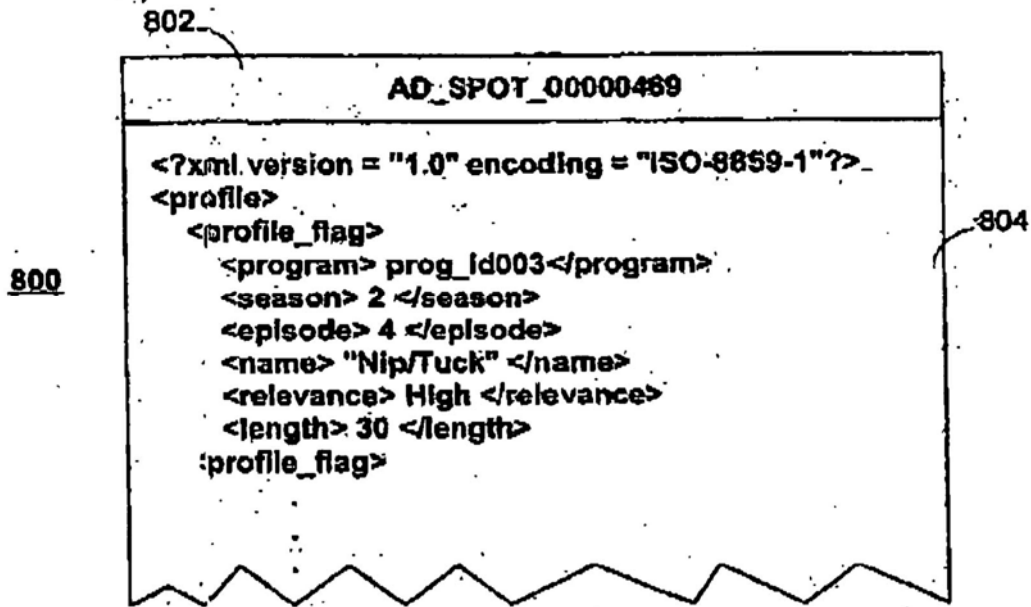 802
AD_SPOT_00000469
<?xml version = "1.0" encoding = "ISO-8859-1"?>
<profile>
<profile_flag>
804
<program> prog_id003</program>
800
<season> 2 </season>
<episode> 4 </episode>
<name> "Nip/Tuck" </name>
<relevance> High </relevance>
<length> 30 </length>
profile_flag>